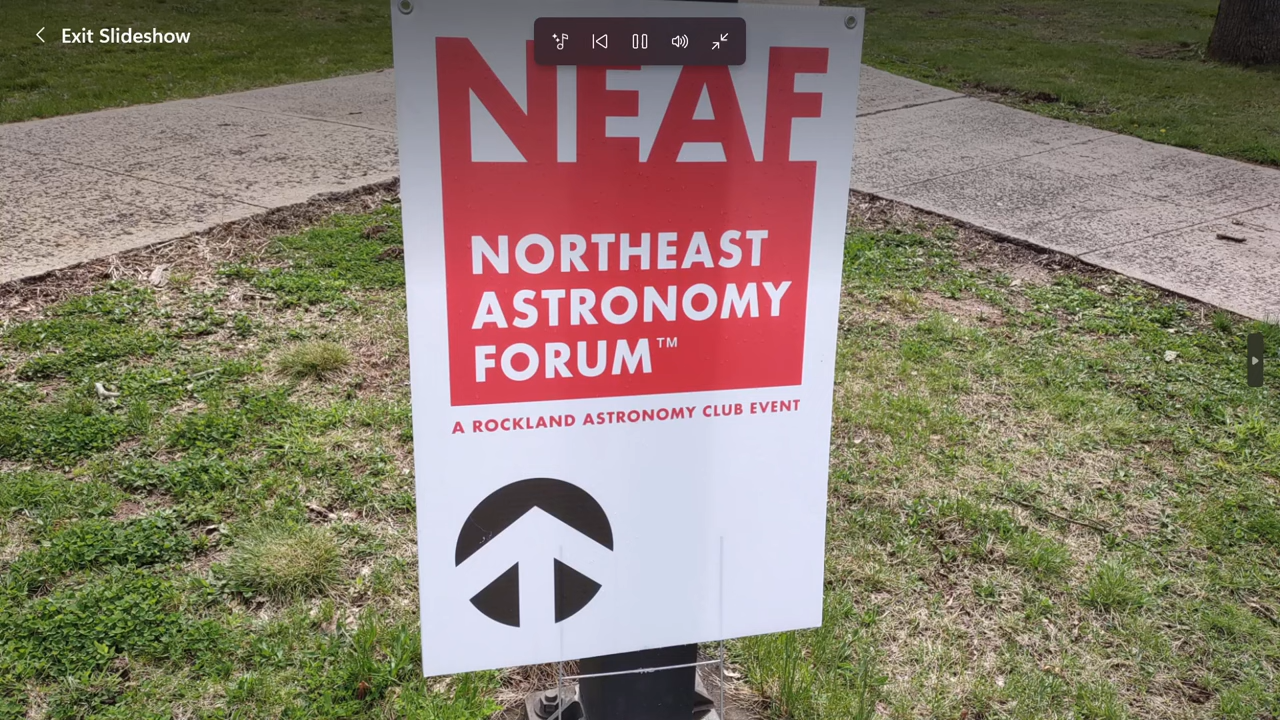 Exit Slideshow
NEAF
NORTHEAST
ASTRONOMY
FORUM™
A ROCKLAND ASTRONOMY CLUB EVENT